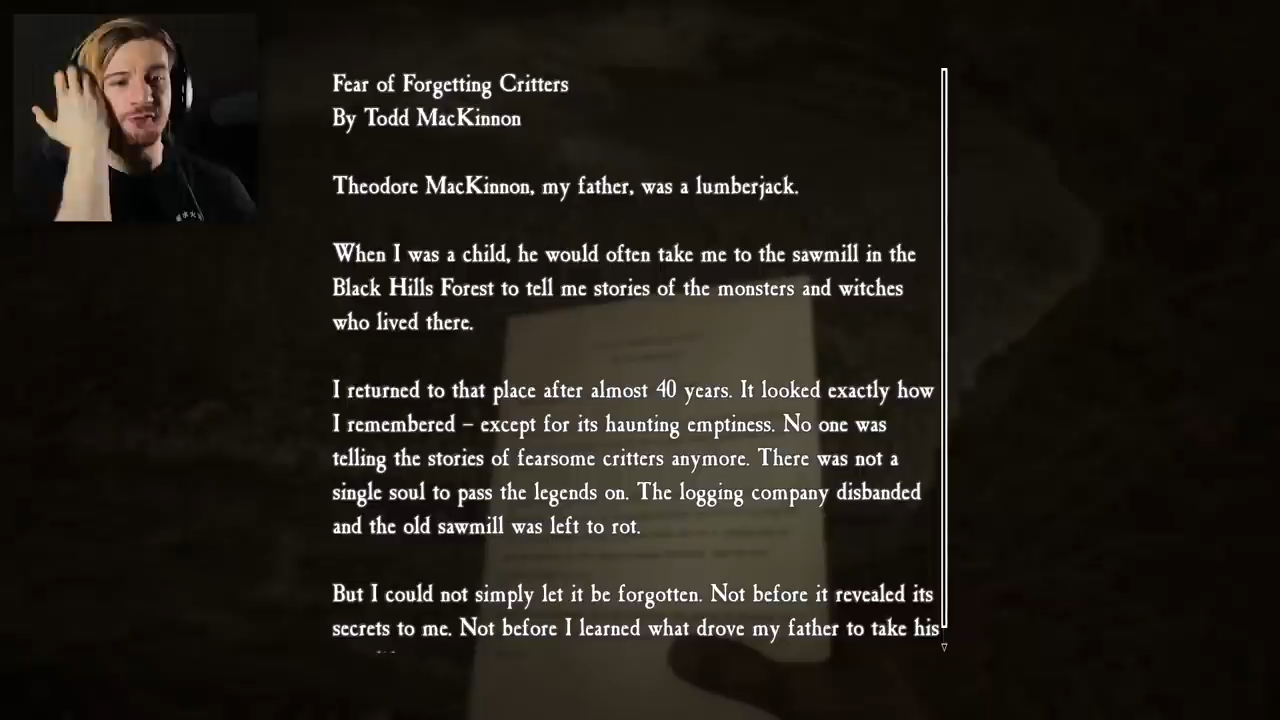 Fear of Forgetting Critters
By Todd MacKinnon
Theodore MacKinnon, my father, was a lumberjack.
When I was a child, he would often take me to the sawmill in the
Black Hills Forest to tell me stories of the monsters and witches
who lived there.
I returned to that place after almost 40 years. It looked exactly how
I remembered – except for its haunting emptiness. No one was
telling the stories of fearsome critters anymore. There was not a
single soul to pass the legends on. The logging company disbanded
and the old sawmill was left to rot.
But I could not simply let it be forgotten. Not before it revealed its
secrets to me. Not before I learned what drove my father to take his